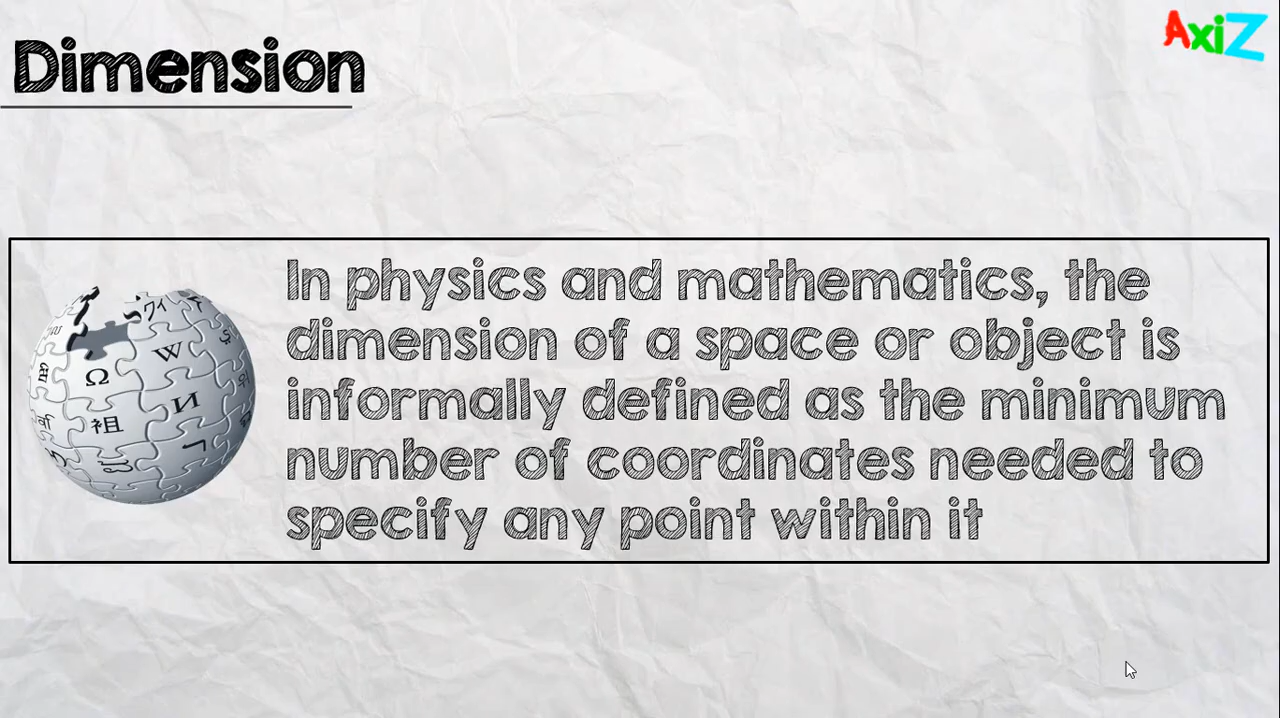 Dimension
AxiZ
In physics and mathematics, the
dimension of a space or object is
informally defined as the minimum
number of coordinates needed to
specify any point within it
W
Ω
И
祖